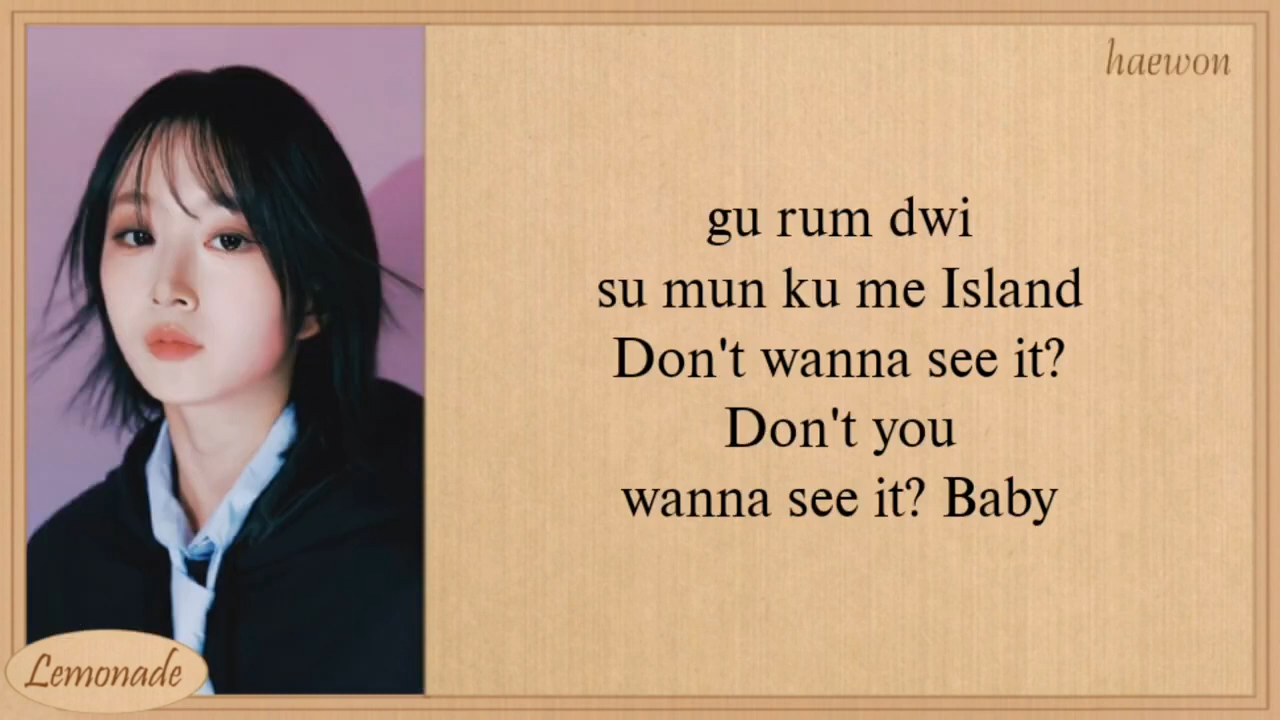 haewon
gu rum dwi
su mun ku me Island
Don't wanna see it?
Don't you
wanna see it? Baby
Lemonade